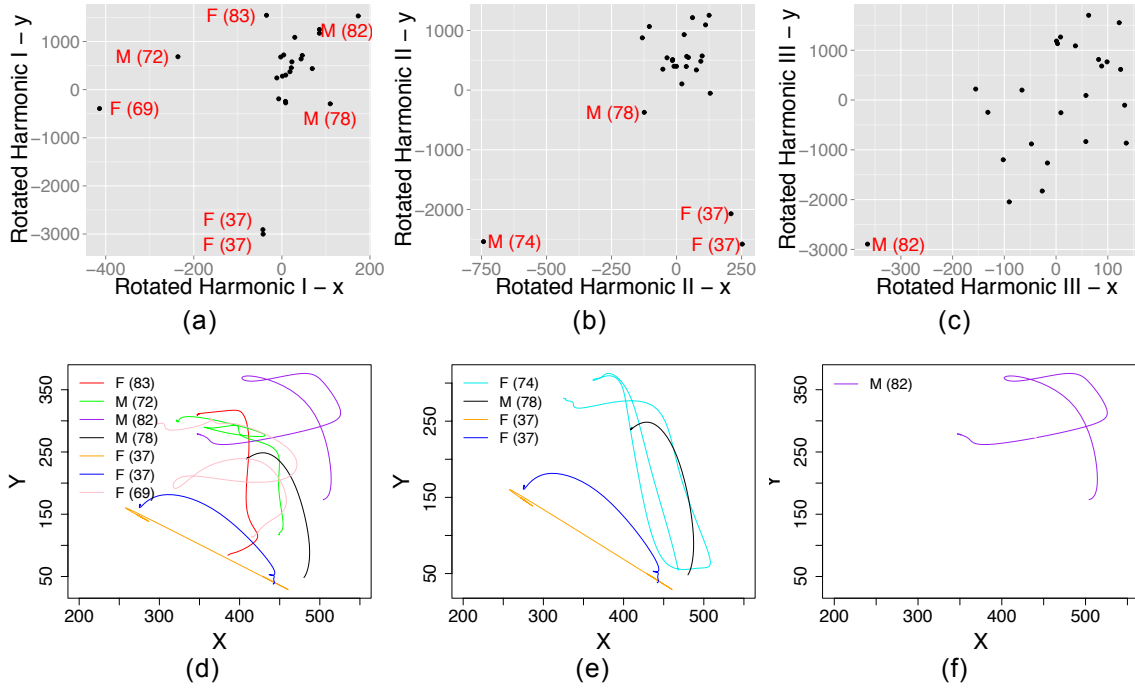 Rotated Harmonic I − y
1000
0
−1000
−2000
−3000
F (83)
M (82)
M (72)
F (69)
M (78)
F (37)
F (37)
−400
−200
0
200
Rotated Harmonic I − x
(a)
Rotated Harmonic II − y
1000
0
−1000
−2000
M (78)
F (37)
M (74)
F (37)
−750
−500
−250
0
250
Rotated Harmonic II − x
(b)
Rotated Harmonic III − y
1000
0
−1000
−2000
−3000
M (82)
−300
−200
−100
0
100
Rotated Harmonic III − x
(c)
Y
350
250
150
50
F (83)
M (72)
M (82)
M (78)
F (37)
F (37)
F (69)
200
300
400
500
X
(d)
Y
250
150
50
F (74)
M (78)
F (37)
F (37)
200
300
400
500
X
(e)
Y
350
250
150
50
M (82)
200
300
400
500
X
(f)